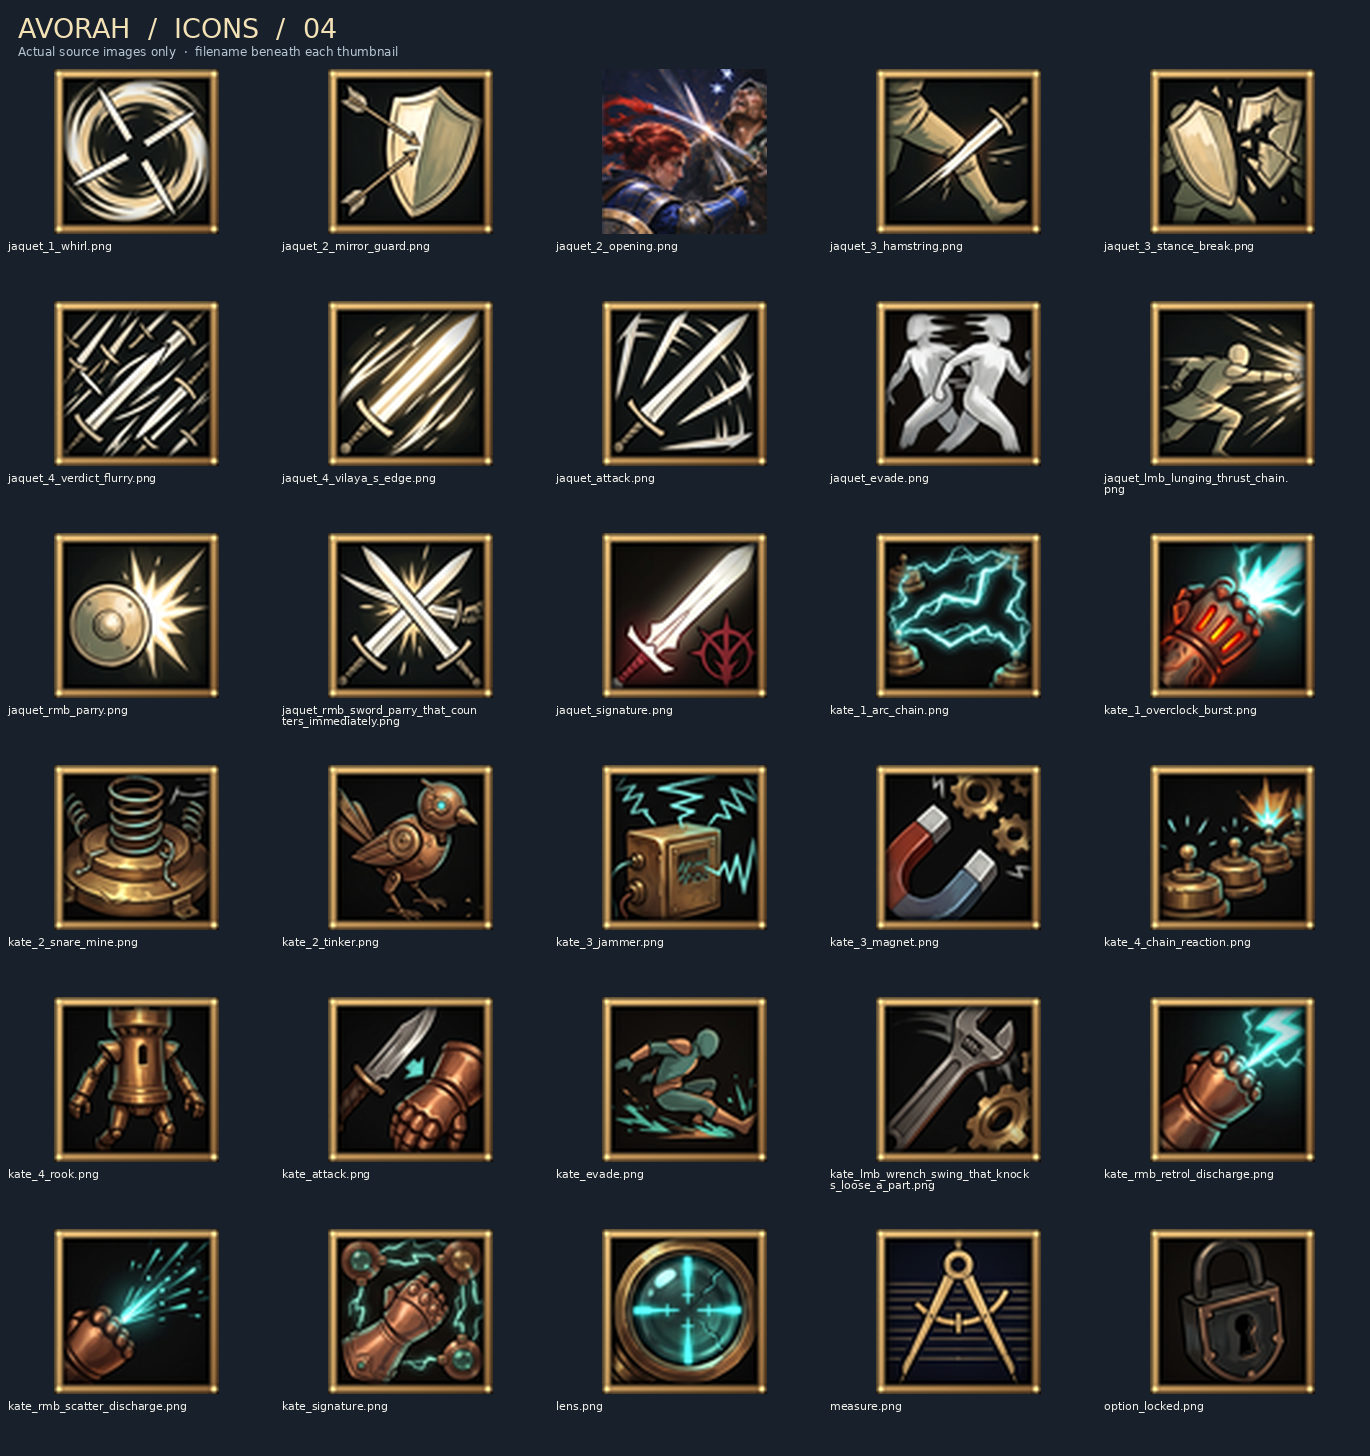 AVORAH / ICONS / 04
Actual source images only · filename beneath each thumbnail
jaquet_1_whirl.png
jaquet_2_mirror_guard.png
jaquet_2_opening.png
jaquet_3_hamstring.png
jaquet_3_stance_break.png
jaquet_4_verdict_flurry.png
jaquet_4_vilaya_s_edge.png
jaquet_attack.png
jaquet_evade.png
jaquet_lmb_lunging_thrust_chain.
png
jaquet_rmb_parry.png
jaquet_rmb_sword_parry_that_coun
ters_immediately.png
jaquet_signature.png
kate_1_arc_chain.png
kate_1_overclock_burst.png
kate_2_snare_mine.png
kate_2_tinker.png
kate_3_jammer.png
kate_3_magnet.png
kate_4_chain_reaction.png
kate_4_rook.png
kate_attack.png
kate_evade.png
kate_lmb_wrench_swing_that_knock
s_loose_a_part.png
kate_rmb_retrol_discharge.png
kate_rmb_scatter_discharge.png
kate_signature.png
lens.png
measure.png
option_locked.png